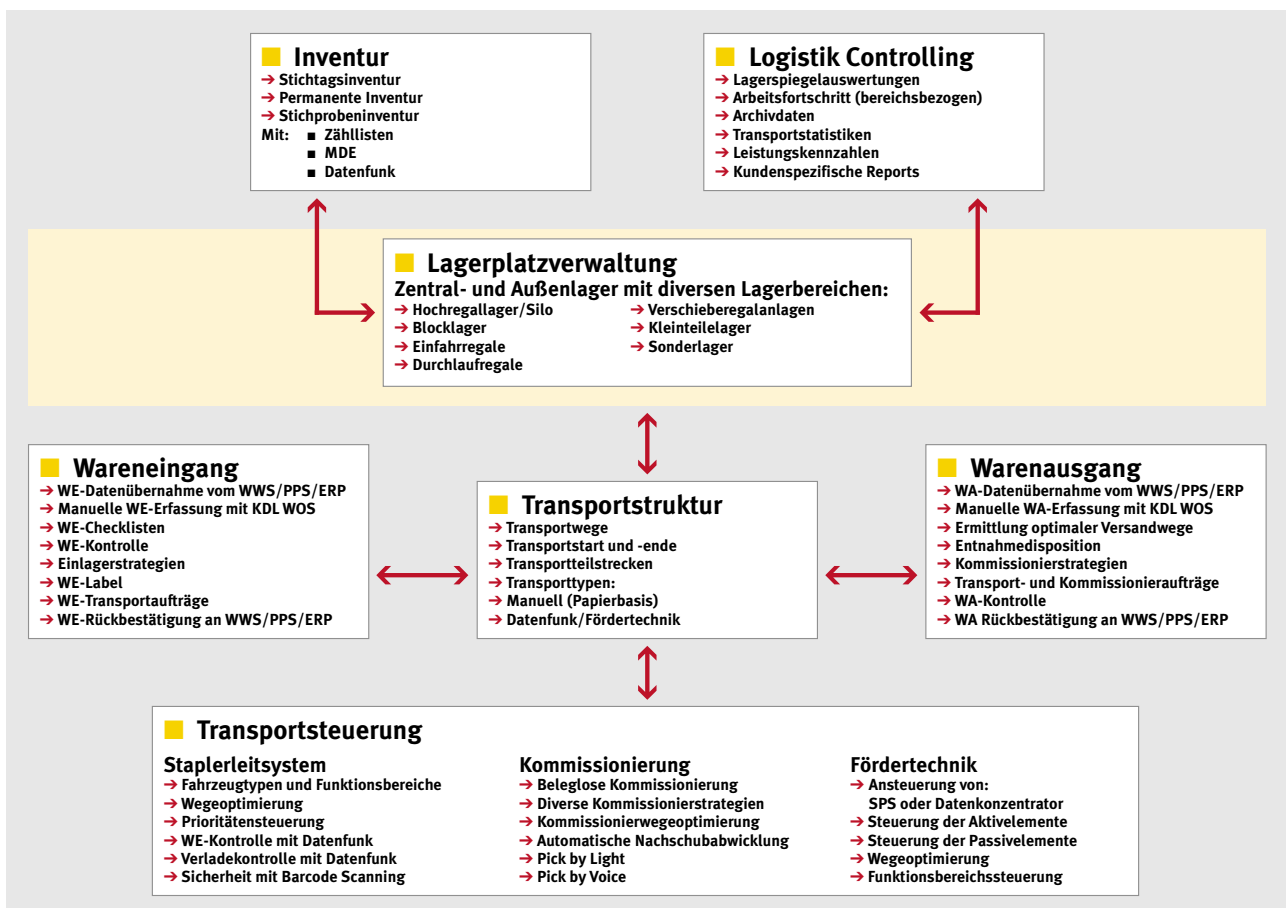 Inventur
➔ Stichtagsinventur
➔ Permanente Inventur
➔ Stichprobeninventur
Mit: ■ Zähllisten
■ MDE
■ Datenfunk
Logistik Controlling
➔ Lagerspiegelauswertungen
➔ Arbeitsfortschritt (bereichsbezogen)
➔ Archivdaten
➔ Transportstatistiken
➔ Leistungskennzahlen
➔ Kundenspezifische Reports
Lagerplatzverwaltung
Zentral- und Außenlager mit diversen Lagerbereichen:
➔ Hochregallager/Silo
➔ Blocklager
➔ Einfahrregale
➔ Durchlaufregale
➔ Verschieberegalanlagen
➔ Kleinteilelager
➔ Sonderlager
Wareneingang
➔ WE-Datenübernahme vom WWS/PPS/ERP
➔ Manuelle WE-Erfassung mit KDL WOS
➔ WE-Checklisten
➔ WE-Kontrolle
➔ Einlagerstrategien
➔ WE-Label
➔ WE-Transportaufträge
➔ WE-Rückbestätigung an WWS/PPS/ERP
Transportstruktur
➔ Transportwege
➔ Transportstart und -ende
➔ Transportteilstrecken
➔ Transporttypen:
➔ Manuell (Papierbasis)
➔ Datenfunk/Fördertechnik
Warenausgang
➔ WA-Datenübernahme vom WWS/PPS/ERP
➔ Manuelle WA-Erfassung mit KDL WOS
➔ Ermittlung optimaler Versandwege
➔ Entnahmedisposition
➔ Kommissionierstrategien
➔ Transport- und Kommissionieraufträge
➔ WA-Kontrolle
➔ WA Rückbestätigung an WWS/PPS/ERP
Transportsteuerung
Staplerleitsystem
➔ Fahrzeugtypen und Funktionsbereiche
➔ Wegeoptimierung
➔ Prioritätensteuerung
➔ WE-Kontrolle mit Datenfunk
➔ Verladekontrolle mit Datenfunk
➔ Sicherheit mit Barcode Scanning
Kommissionierung
➔ Beleglose Kommissionierung
➔ Diverse Kommissionierstrategien
➔ Kommissionierwegeoptimierung
➔ Automatische Nachschubabwicklung
➔ Pick by Light
➔ Pick by Voice
Fördertechnik
➔ Ansteuerung von:
SPS oder Datenkonzentrator
➔ Steuerung der Aktivelemente
➔ Steuerung der Passivelemente
➔ Wegeoptimierung
➔ Funktionsbereichssteuerung